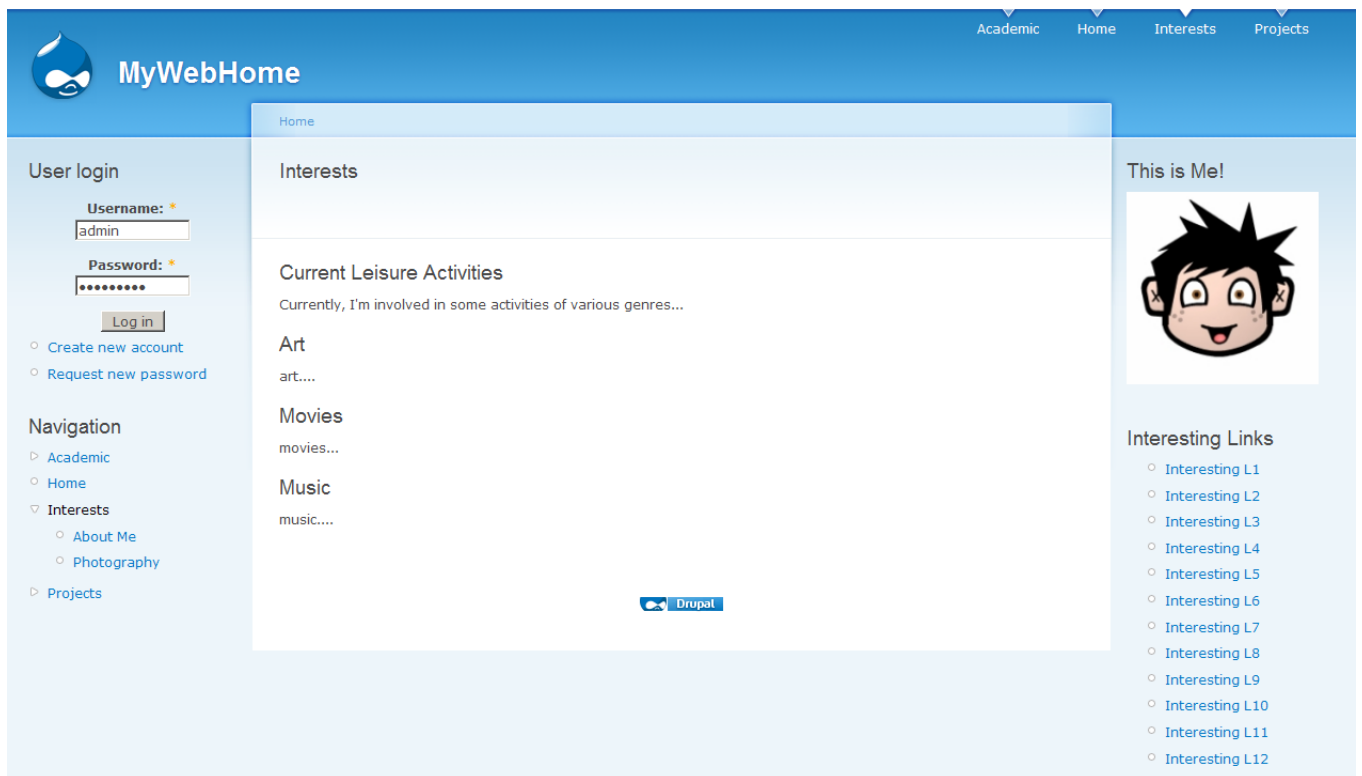 Academic Home Interests Projects
MyWebHome
Home
User login
Username: *
admin
Password: *
•••••••••
Log in
Create new account
Request new password
Navigation
Academic
Home
Interests
About Me
Photography
Projects
Interests
Current Leisure Activities
Currently, I'm involved in some activities of various genres...
Art
art....
Movies
movies...
Music
music....
Drupal
This is Me!
Interesting Links
Interesting L1
Interesting L2
Interesting L3
Interesting L4
Interesting L5
Interesting L6
Interesting L7
Interesting L8
Interesting L9
Interesting L10
Interesting L11
Interesting L12